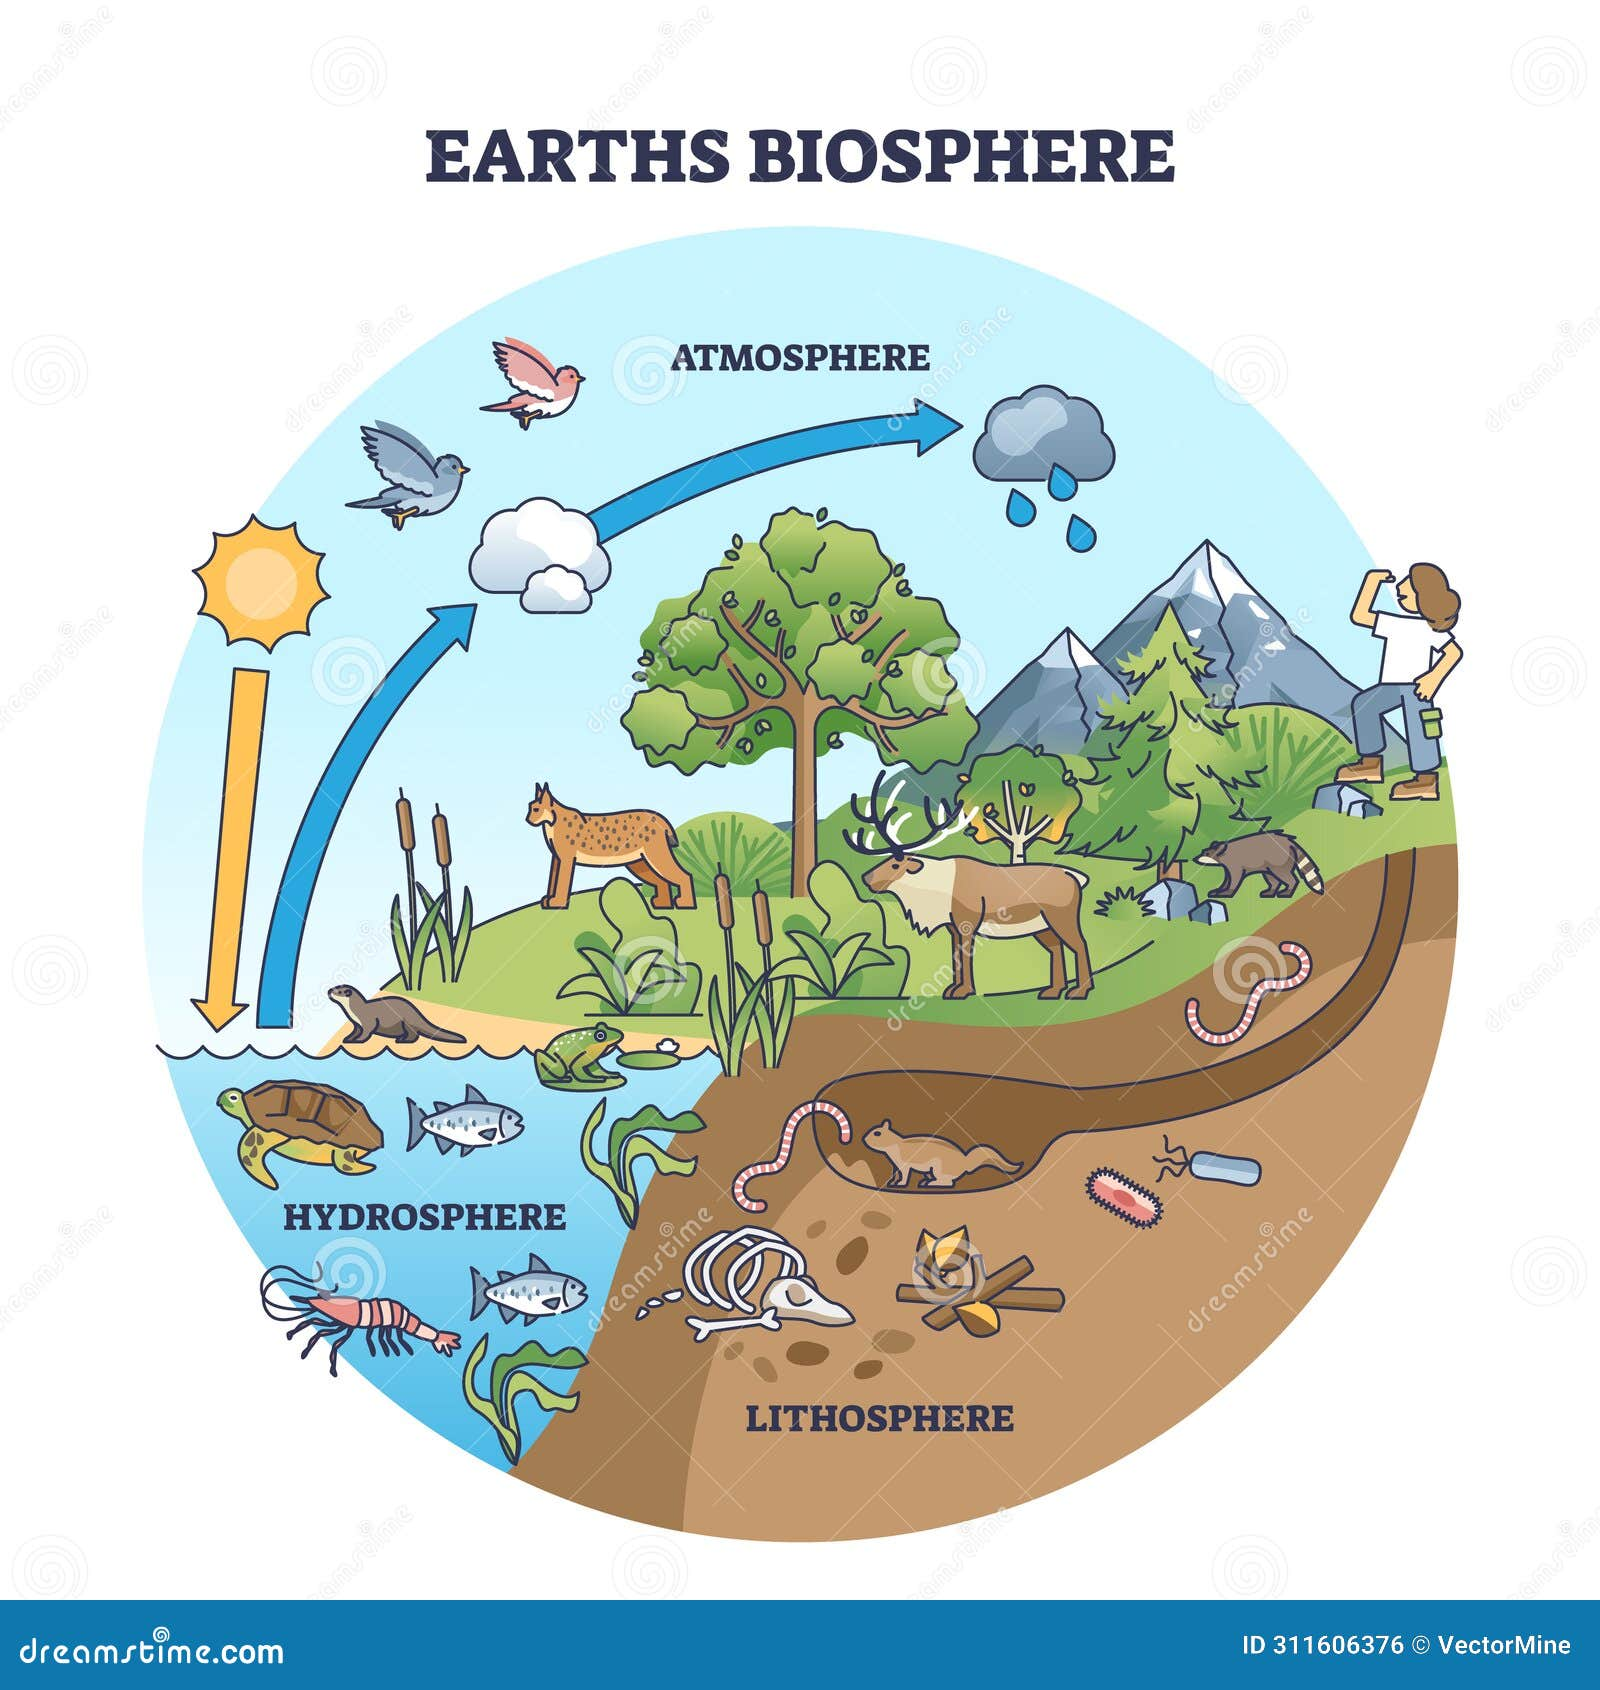 EARTHS BIOSPHERE
ATMOSPHERE
HYDROSPHERE
LITHOSPHERE
dreamstime.com
ID 311606376 © VectorMine